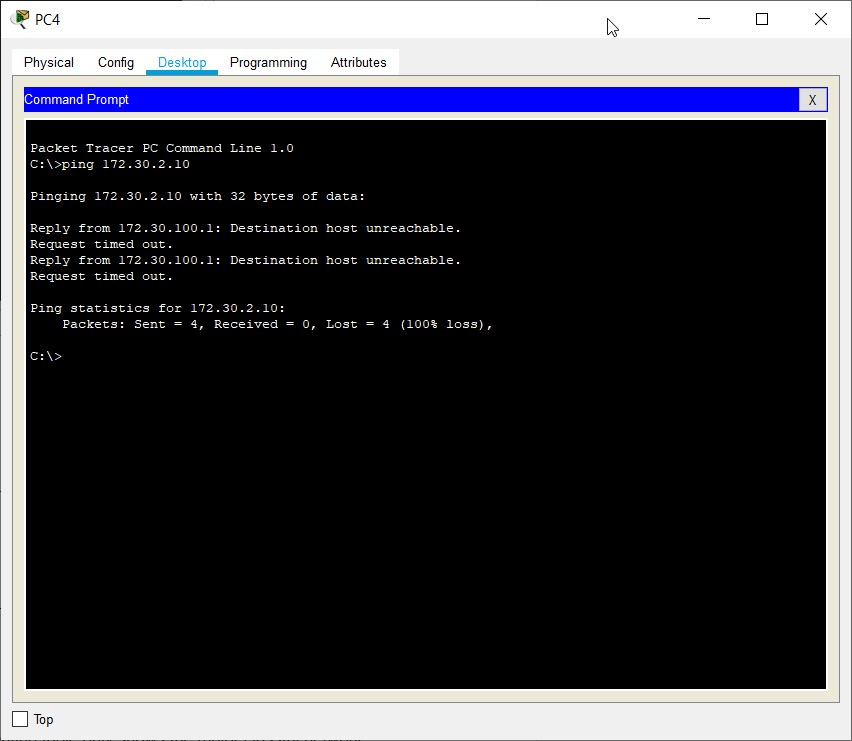 PC4
Physical Config Desktop Programming Attributes
Command Prompt
X
Packet Tracer PC Command Line 1.0
C:\>ping 172.30.2.10
Pinging 172.30.2.10 with 32 bytes of data:
Reply from 172.30.100.1: Destination host unreachable.
Request timed out.
Reply from 172.30.100.1: Destination host unreachable.
Request timed out.
Ping statistics for 172.30.2.10:
    Packets: Sent = 4, Received = 0, Lost = 4 (100% loss),
C:\>
Top